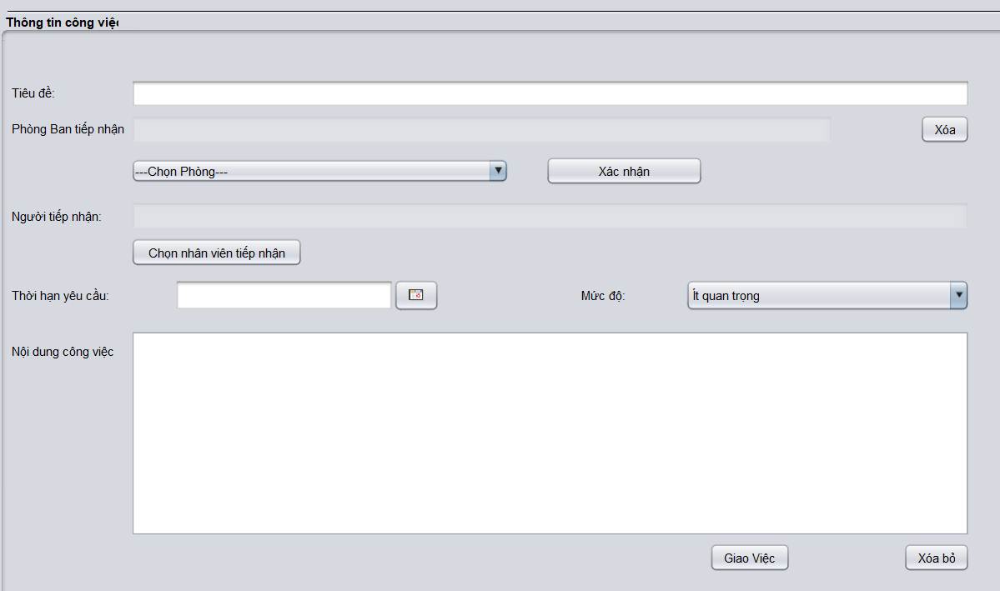 Thông tin công việc
Tiêu đề:
Phòng Ban tiếp nhận
Xóa
---Chọn Phòng---
Xác nhận
Người tiếp nhận:
Chọn nhân viên tiếp nhận
Thời hạn yêu cầu:
Mức độ:
Ít quan trọng
Nội dung công việc
Giao Việc
Xóa bỏ